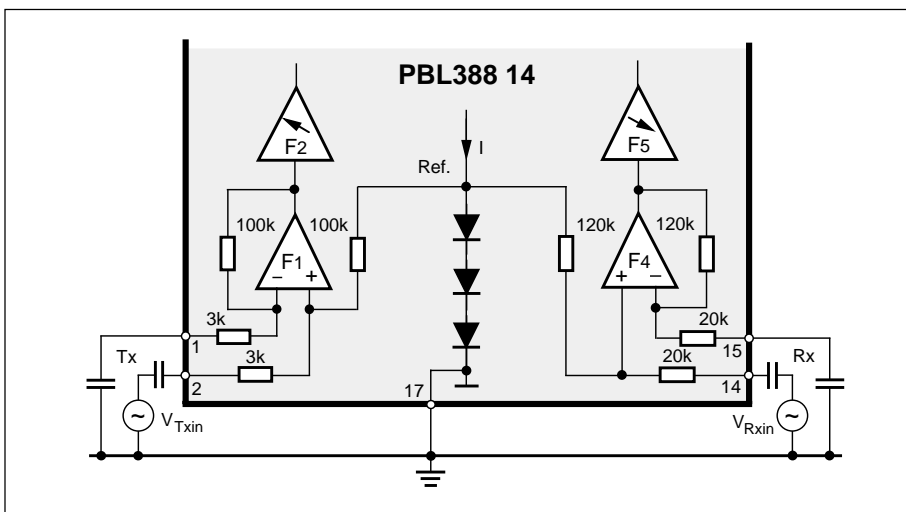 PBL388 14
F2
F5
I
Ref.
100k
100k
120k
120k
F1
− +
F4
+ −
3k
20k
1
15
Tx
3k
20k
Rx
2
17
14
~
VTxin
~
VRxin